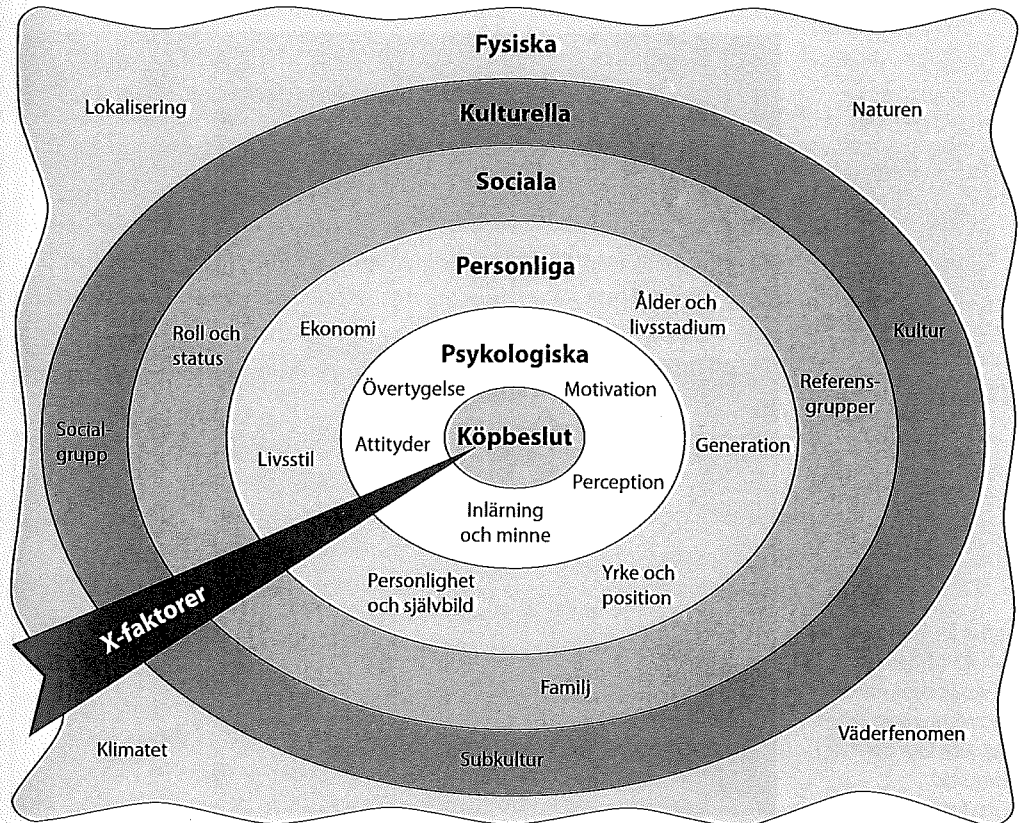 Fysiska
Lokalisering
Naturen
Kulturella
Sociala
Personliga
Ålder och
livsstadium
Ekonomi
Roll och
status
Kultur
Psykologiska
Övertygelse
Motivation
Referens-
grupper
Social-
grupp
Livsstil
Attityder
Köpbeslut
Generation
Perception
Inlärning
och minne
Personlighet
och självbild
Yrke och
position
X-faktorer
Familj
Klimatet
Subkultur
Väderfenomen